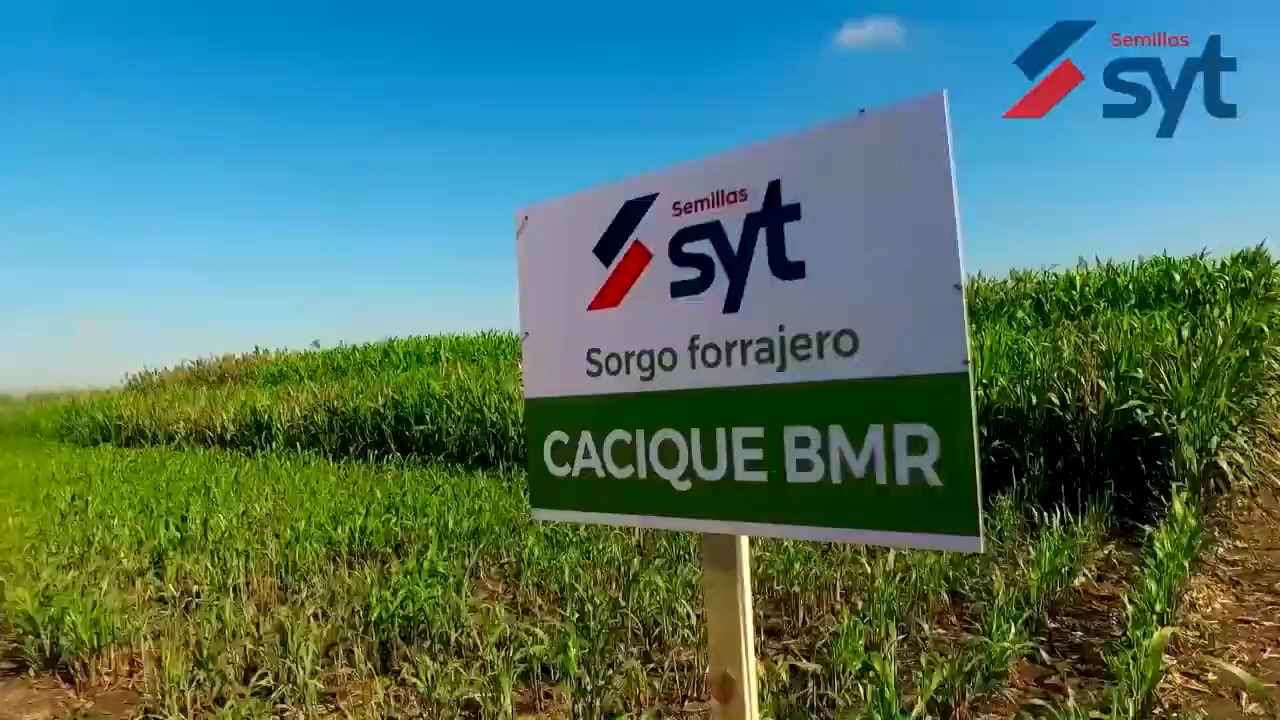 Semillas
syt
Semillas
syt
Sorgo forrajero
CACIQUE BMR